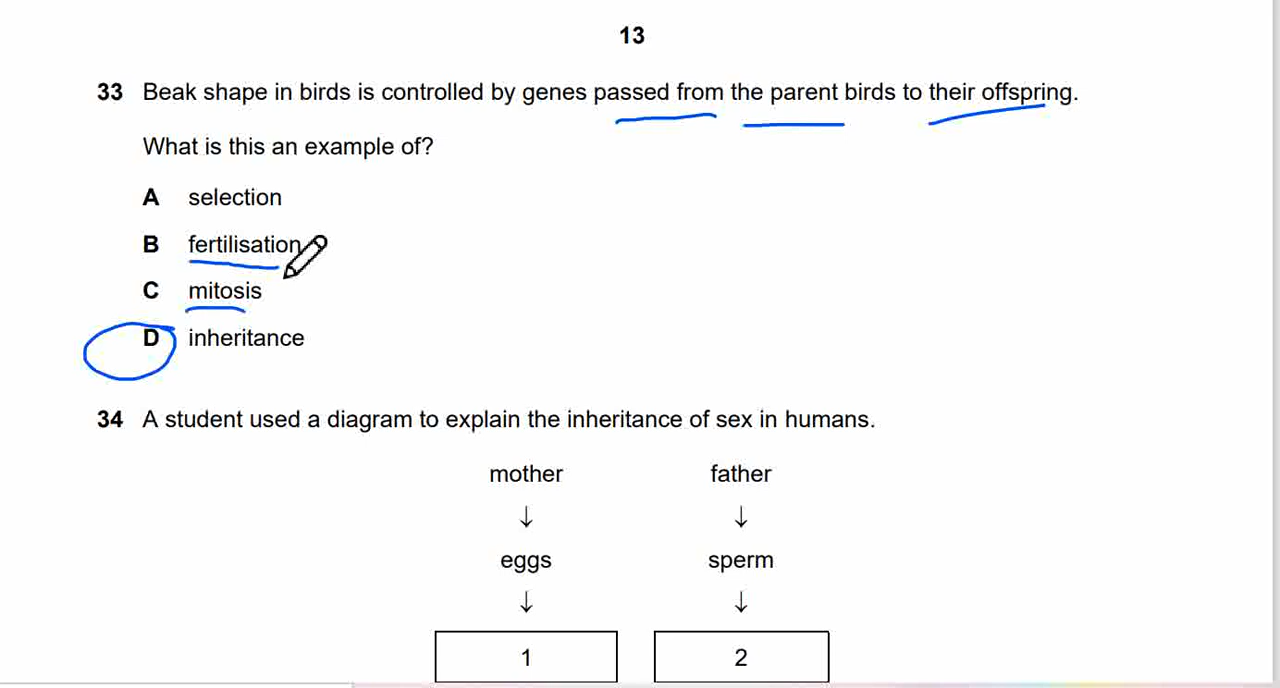 13
33 Beak shape in birds is controlled by genes passed from the parent birds to their offspring.
What is this an example of?
A selection
B fertilisation
C mitosis
D inheritance
34 A student used a diagram to explain the inheritance of sex in humans.
mother father
↓ ↓
eggs sperm
↓ ↓
1 2